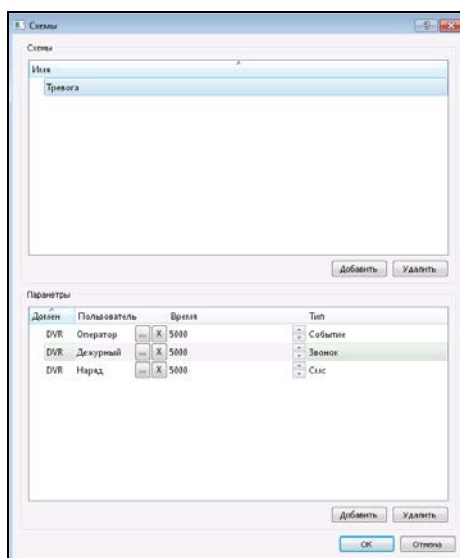 Схемы
Схемы
Имя
Тревога
Добавить Удалить
Параметры
Домен Пользователь Время Тип
DVR Оператор ... X 5000 Событие
DVR Дежурный ... X 5000 Звонок
DVR Наряд ... X 5000 Смс
Добавить Удалить
OK Отмена